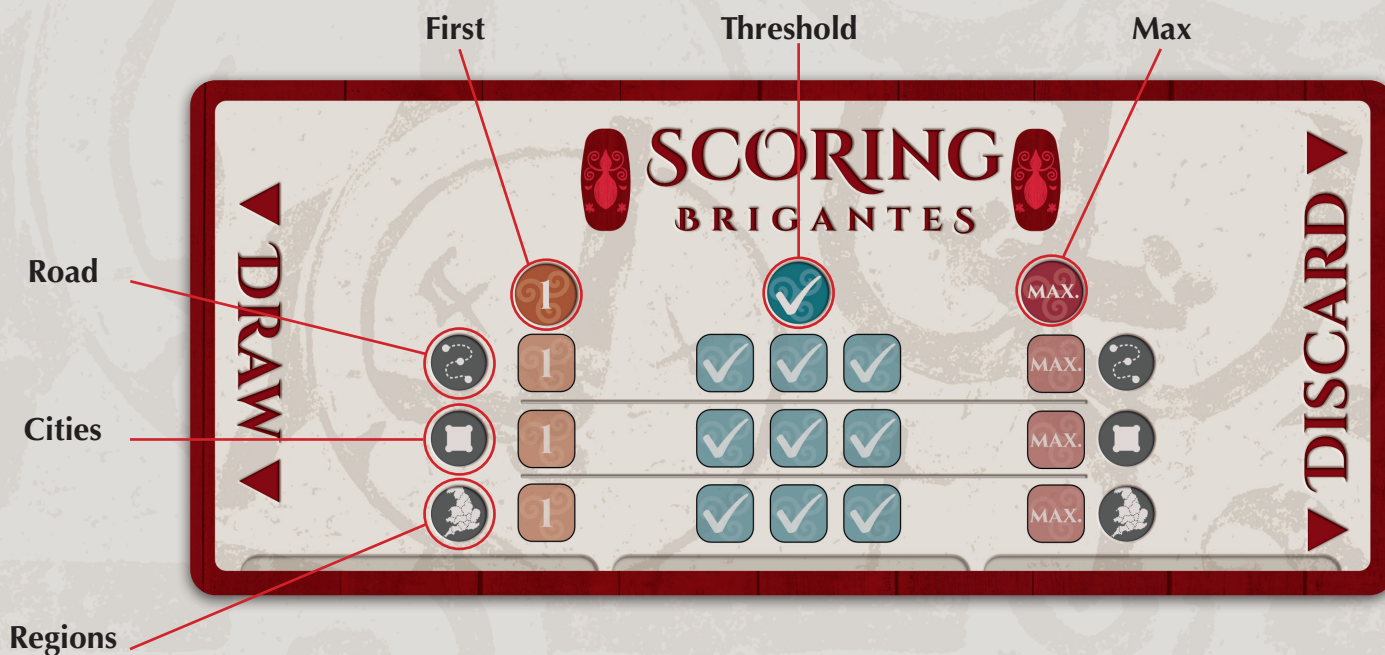 First Threshold Max
SCORING
BRIGANTES
DRAW
DISCARD
Road
1 MAX.
1 MAX.
Cities
1 MAX.
Regions
1 MAX.